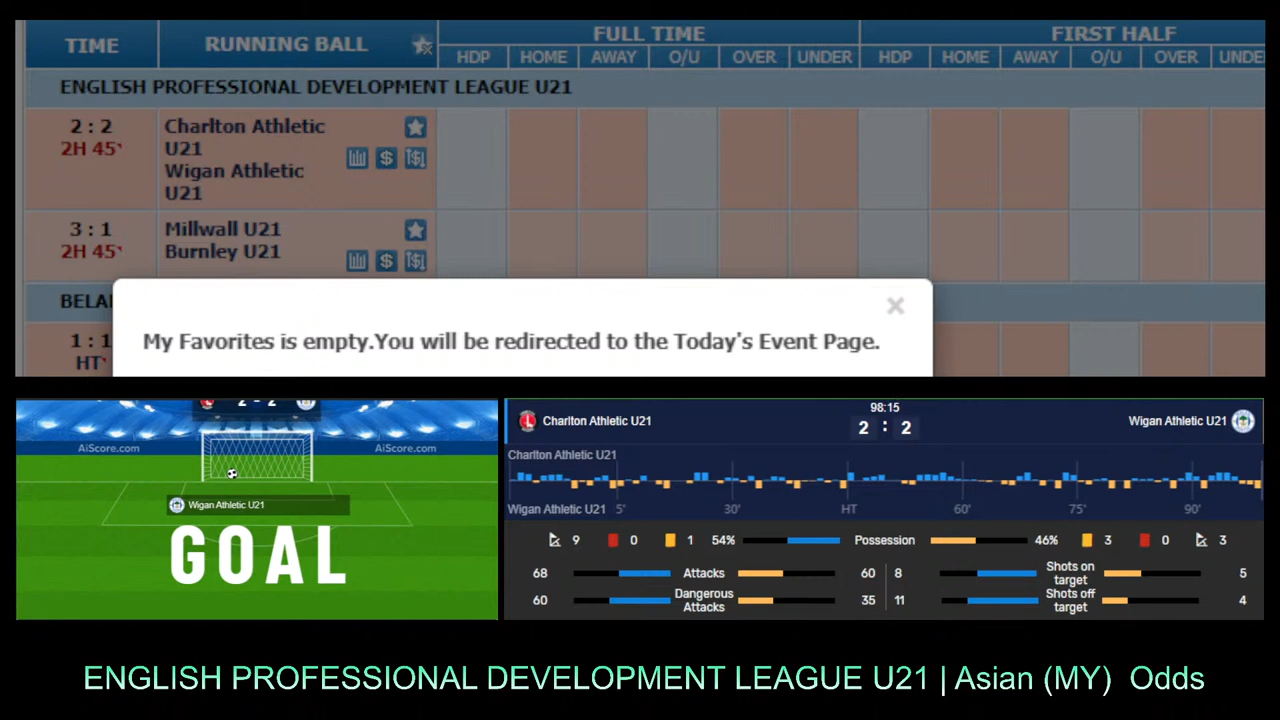 TIME RUNNING BALL FULL TIME FIRST HALF
HDP HOME AWAY O/U OVER UNDER HDP HOME AWAY O/U OVER UNDE
ENGLISH PROFESSIONAL DEVELOPMENT LEAGUE U21
2 : 2 Charlton Athletic
2H 45' U21
Wigan Athletic
U21
3 : 1 Millwall U21
2H 45' Burnley U21
BELA
1 : 1
HT'
My Favorites is empty.You will be redirected to the Today's Event Page.
2 - 2
AiScore.com AiScore.com
Wigan Athletic U21
GOAL
98:15
Charlton Athletic U21 2 : 2 Wigan Athletic U21
Charlton Athletic U21
Wigan Athletic U21 15' 30' HT 60' 75' 90'
9 0 1 54% Possession 46% 3 0 3
68 Attacks 60 8 Shots on target 5
60 Dangerous Attacks 35 11 Shots off target 4
ENGLISH PROFESSIONAL DEVELOPMENT LEAGUE U21 | Asian (MY) Odds